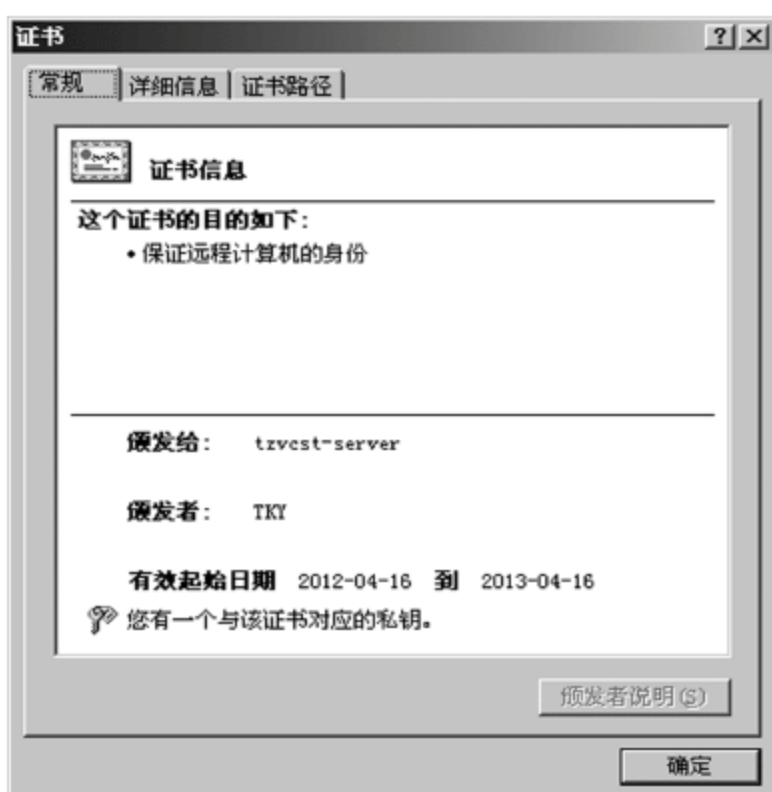 证书
常规 详细信息 证书路径
证书信息
这个证书的目的如下:
•保证远程计算机的身份
颁发给: tzvcst-server
颁发者: TKY
有效起始日期 2012-04-16 到 2013-04-16
您有一个与该证书对应的私钥。
颁发者说明(S)
确定